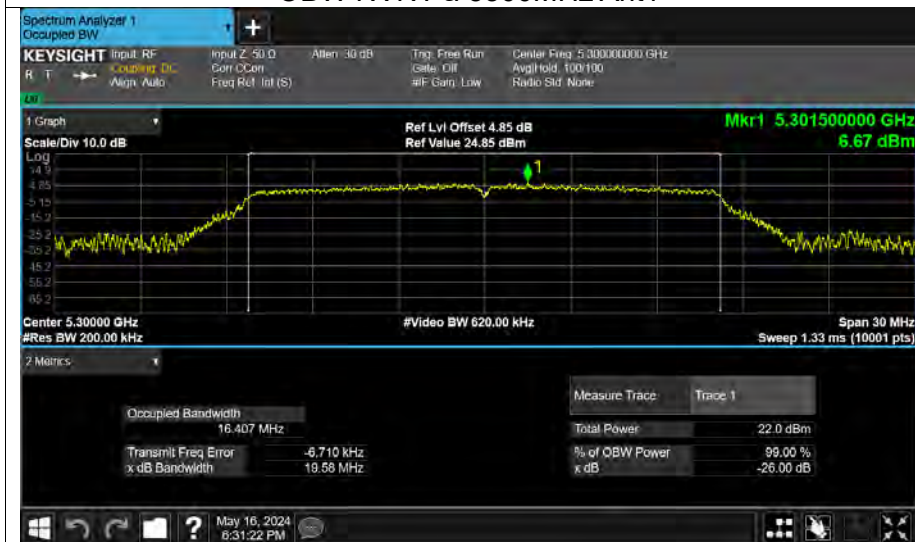 Spectrum Analyzer 1
Occupied BW
+
KEYSIGHT Input: RF Input Z: 50 Ω Atten: 30 dB Trig: Free Run Center Freq: 5.300000000 GHz
R T Coupling: DC Corr CCorr Gate: Off Avg|Hold: 100/100
Align: Auto Freq Ref: Int (S) #IF Gain: Low Radio Std: None
1 Graph Ref Lvl Offset 4.85 dB Mkr1 5.301500000 GHz
Scale/Div 10.0 dB Ref Value 24.85 dBm 6.67 dBm
Log
14.9
4.85
-5.15
-15.2
-25.2
-35.2
-45.2
-55.2
-65.2
1
Center 5.30000 GHz #Video BW 620.00 kHz Span 30 MHz
#Res BW 200.00 kHz Sweep 1.33 ms (10001 pts)
2 Metrics
Measure Trace Trace 1
Occupied Bandwidth
16.407 MHz Total Power 22.0 dBm
Transmit Freq Error -6.710 kHz % of OBW Power 99.00 %
x dB Bandwidth 19.58 MHz x dB -26.00 dB
? May 16, 2024
6:31:22 PM